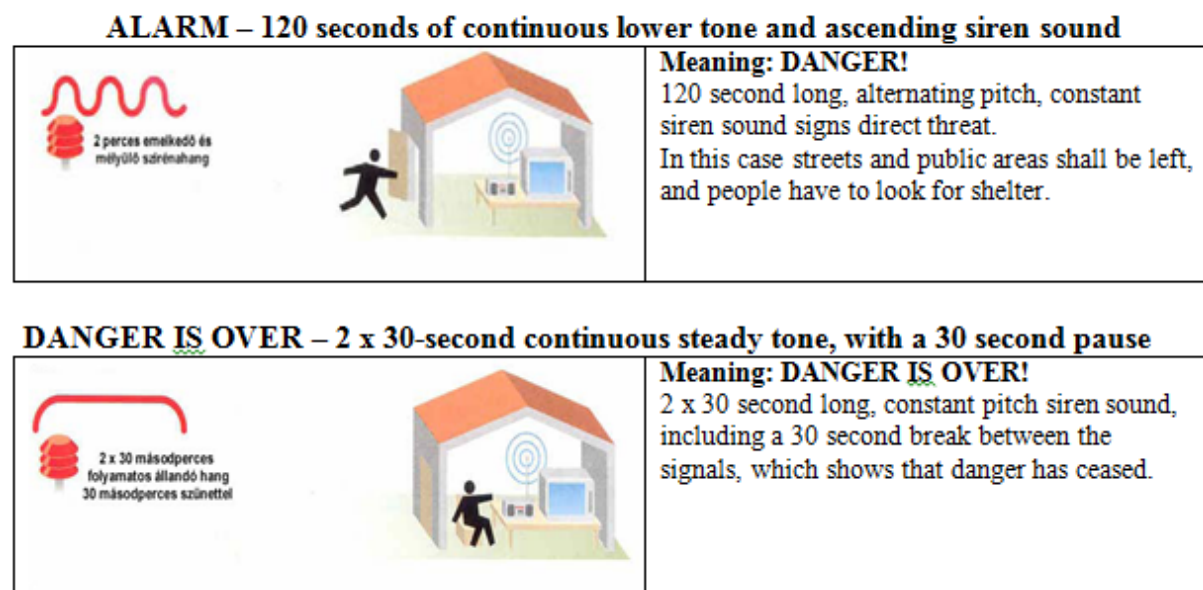 ALARM – 120 seconds of continuous lower tone and ascending siren sound
2 perces emelkedő és
mélyülő szirénahang
Meaning: DANGER!
120 second long, alternating pitch, constant
siren sound signs direct threat.
In this case streets and public areas shall be left,
and people have to look for shelter.
DANGER IS OVER – 2 x 30-second continuous steady tone, with a 30 second pause
2 x 30 másodperces
folyamatos állandó hang
30 másodperces szünettel
Meaning: DANGER IS OVER!
2 x 30 second long, constant pitch siren sound,
including a 30 second break between the
signals, which shows that danger has ceased.